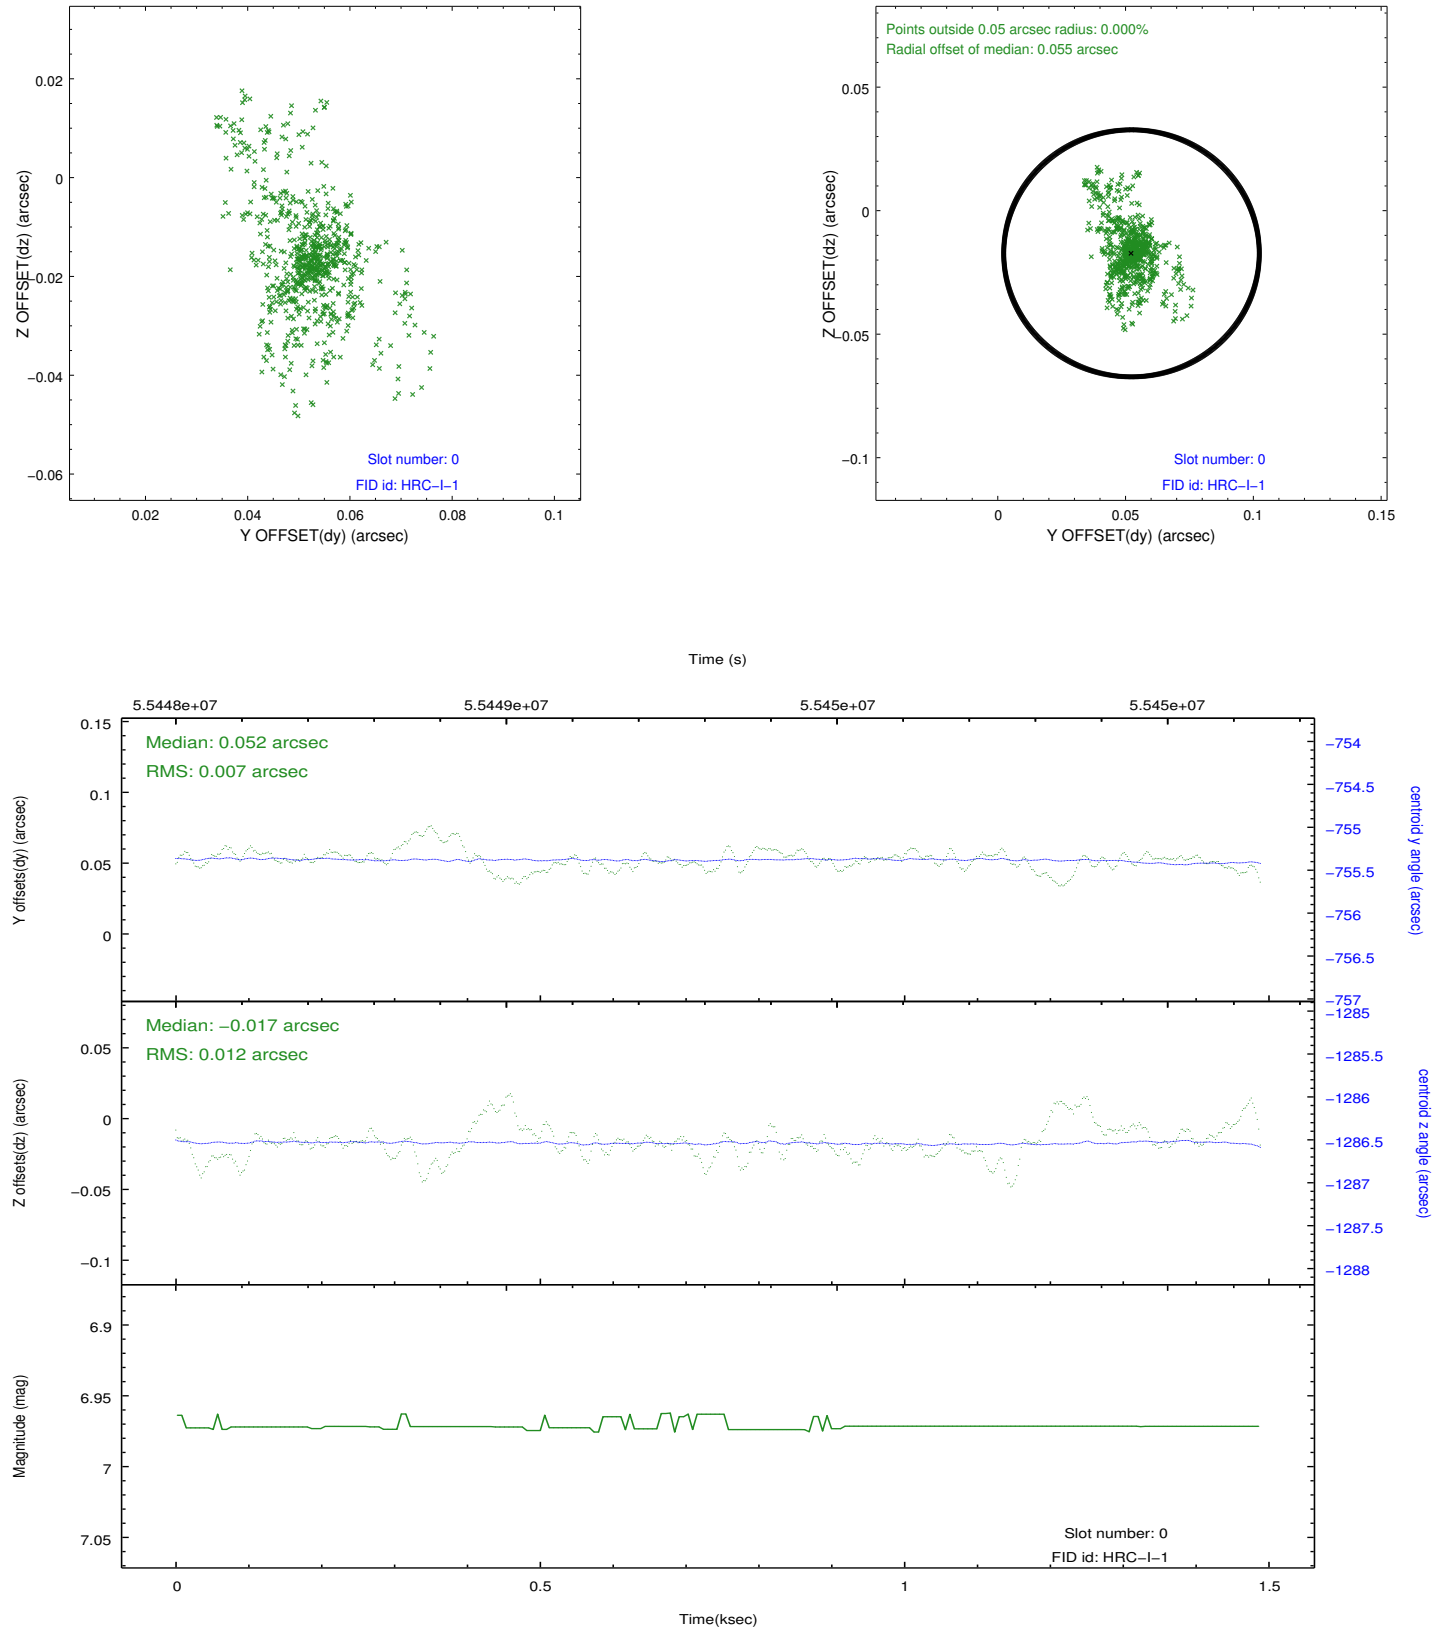 0.02
0
−0.02
−0.04
−0.06
Z OFFSET(dz) (arcsec)
0.02
0.04
0.06
0.08
0.1
Y OFFSET(dy) (arcsec)
Slot number: 0
FID id: HRC−I−1
Points outside 0.05 arcsec radius: 0.000%
Radial offset of median: 0.055 arcsec
0.05
0
−0.05
−0.1
Z OFFSET(dz) (arcsec)
0
0.05
0.1
0.15
Y OFFSET(dy) (arcsec)
Slot number: 0
FID id: HRC−I−1
Time (s)
5.5448e+07
5.5449e+07
5.545e+07
5.545e+07
Median: 0.052 arcsec
RMS: 0.007 arcsec
0.15
0.1
0.05
0
Y offsets(dy) (arcsec)
−754
−754.5
−755
−755.5
−756
−756.5
−757
centroid y angle (arcsec)
Median: −0.017 arcsec
RMS: 0.012 arcsec
0.05
0
−0.05
−0.1
Z offsets(dz) (arcsec)
−1285
−1285.5
−1286
−1286.5
−1287
−1287.5
−1288
centroid z angle (arcsec)
6.9
6.95
7
7.05
Magnitude (mag)
Slot number: 0
FID id: HRC−I−1
0
0.5
1
1.5
Time(ksec)